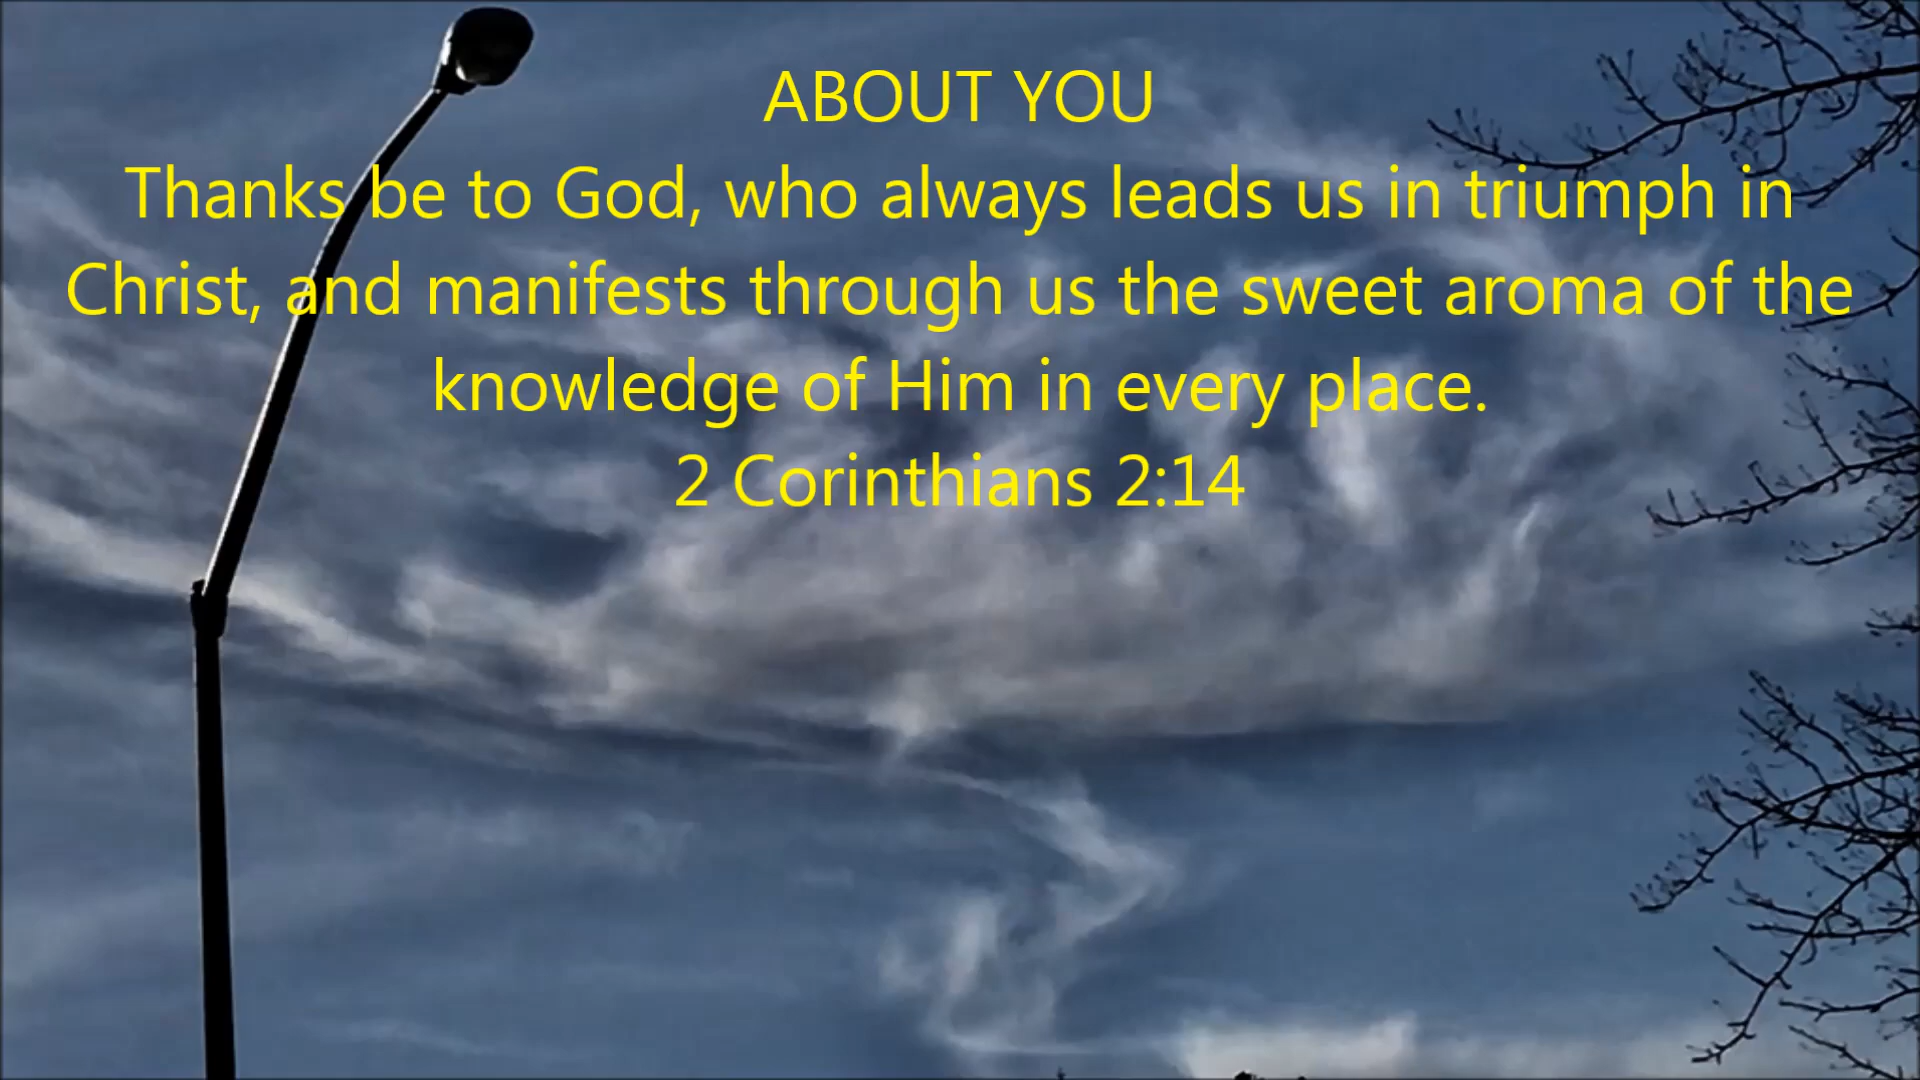 ABOUT YOU
Thanks be to God, who always leads us in triumph in
Christ, and manifests through us the sweet aroma of the
knowledge of Him in every place.
2 Corinthians 2:14